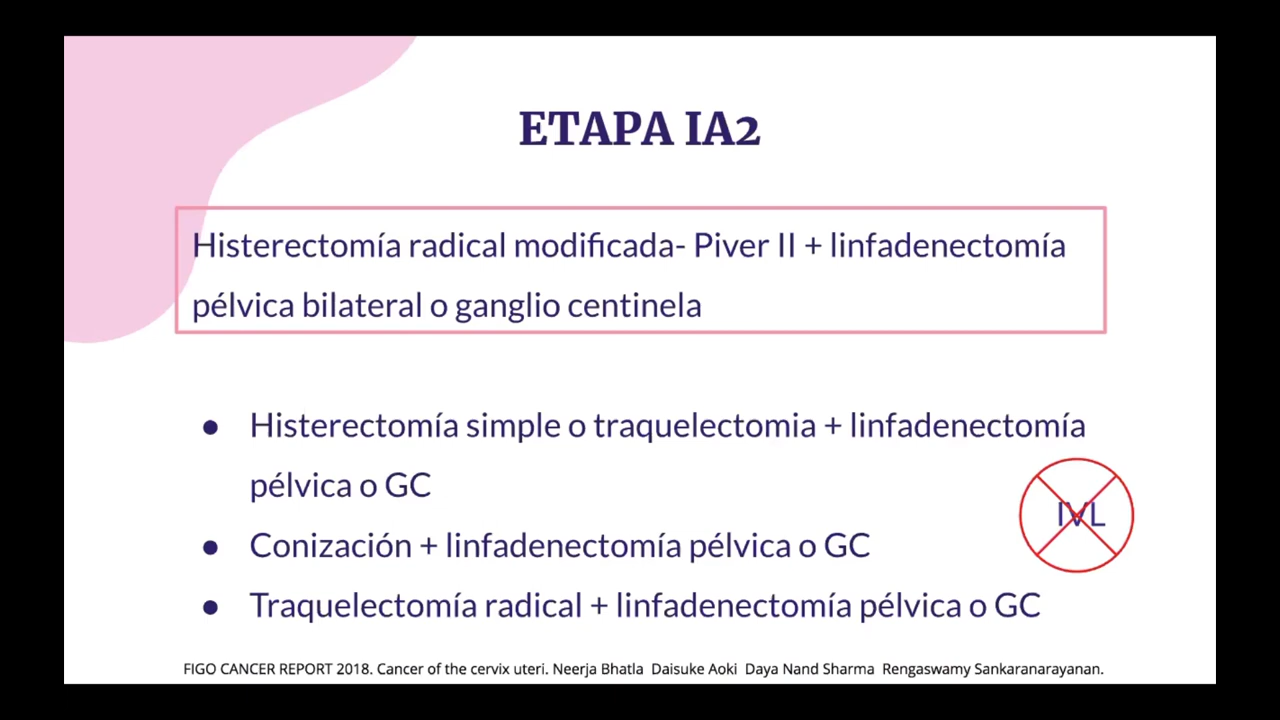 ETAPA IA2
Histerectomía radical modificada- Piver II + linfadenectomía
pélvica bilateral o ganglio centinela
● Histerectomía simple o traquelectomia + linfadenectomía
pélvica o GC
IVL
● Conización + linfadenectomía pélvica o GC
● Traquelectomía radical + linfadenectomía pélvica o GC
FIGO CANCER REPORT 2018. Cancer of the cervix uteri. Neerja Bhatla Daisuke Aoki Daya Nand Sharma Rengaswamy Sankaranarayanan.